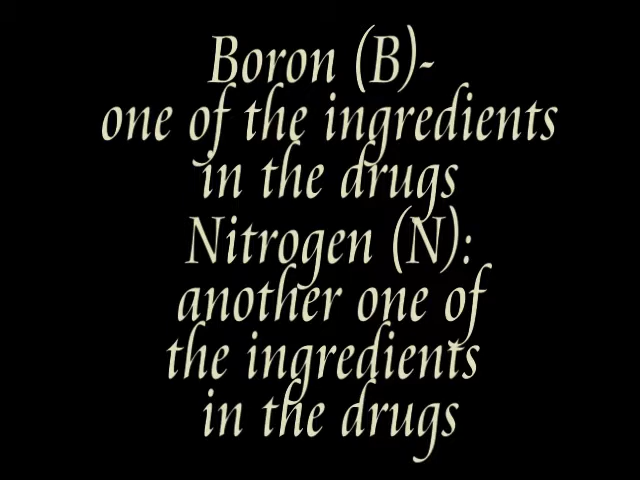 Boron (B)-
one of the ingredients
in the drugs
Nitrogen (N):
another one of
the ingredients
in the drugs